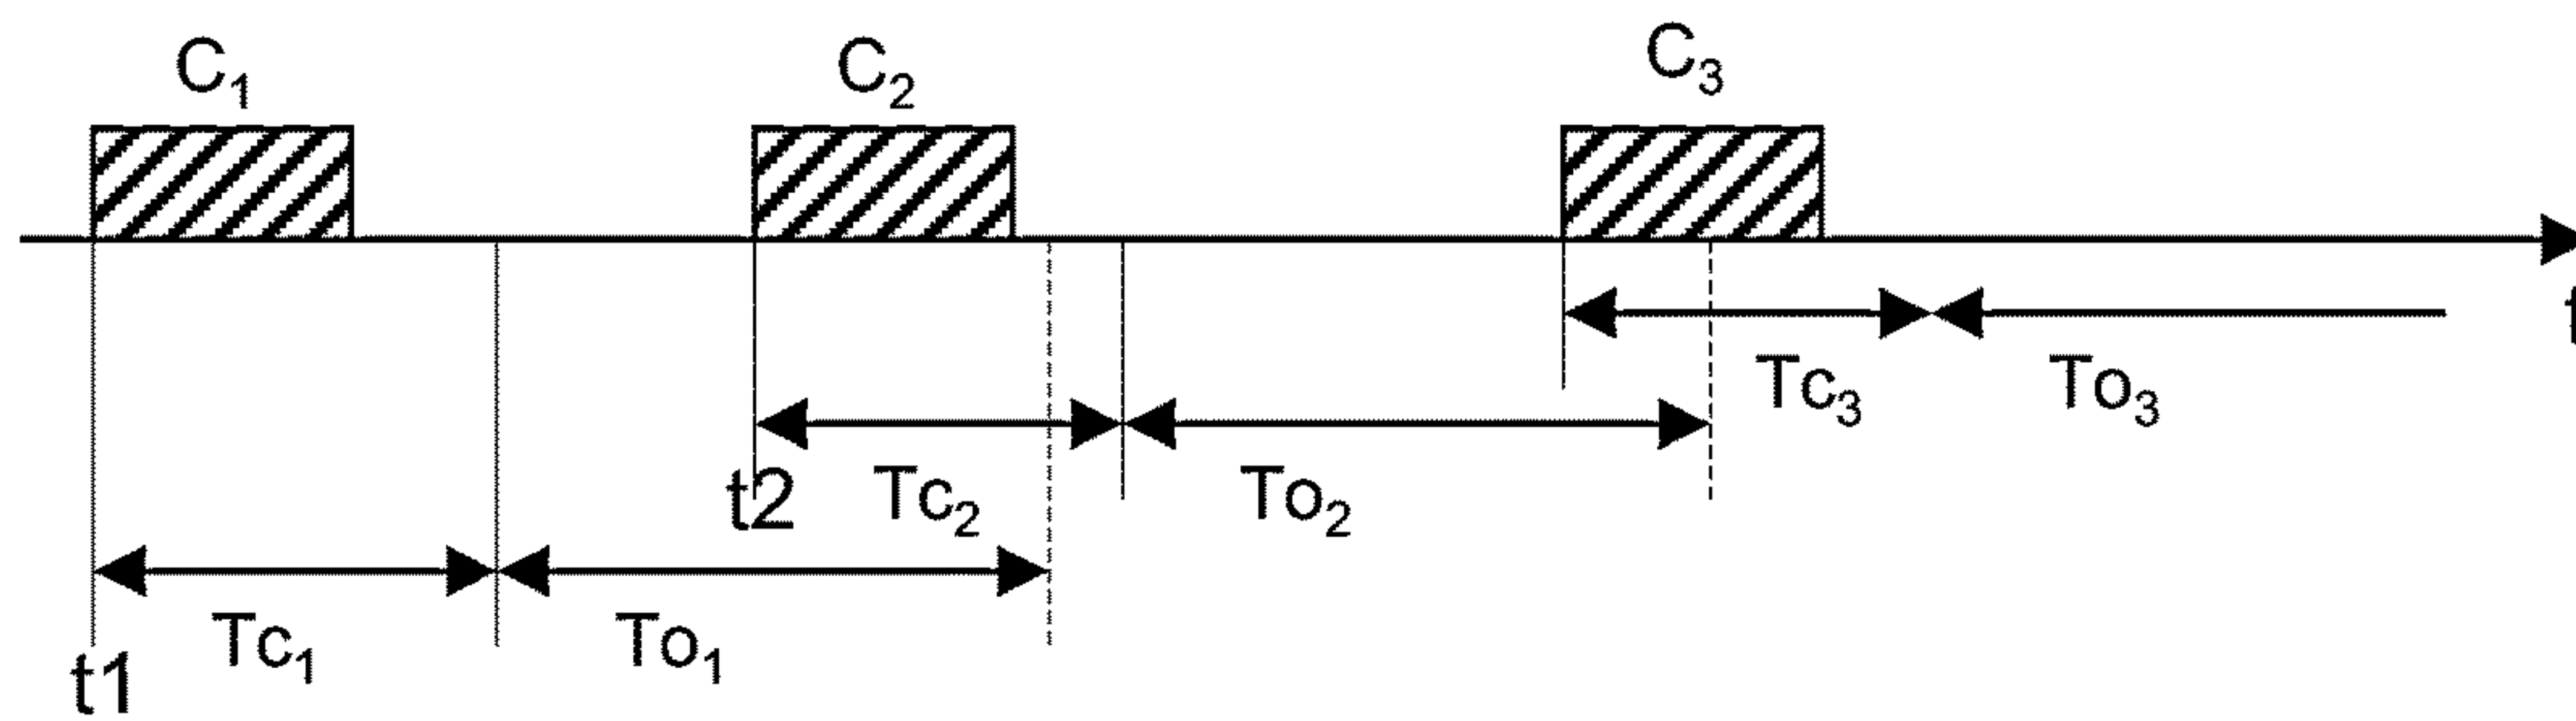 C₁ C₂ C₃
t
Tc₃ To₃
t2 Tc₂ To₂
t1 Tc₁ To₁